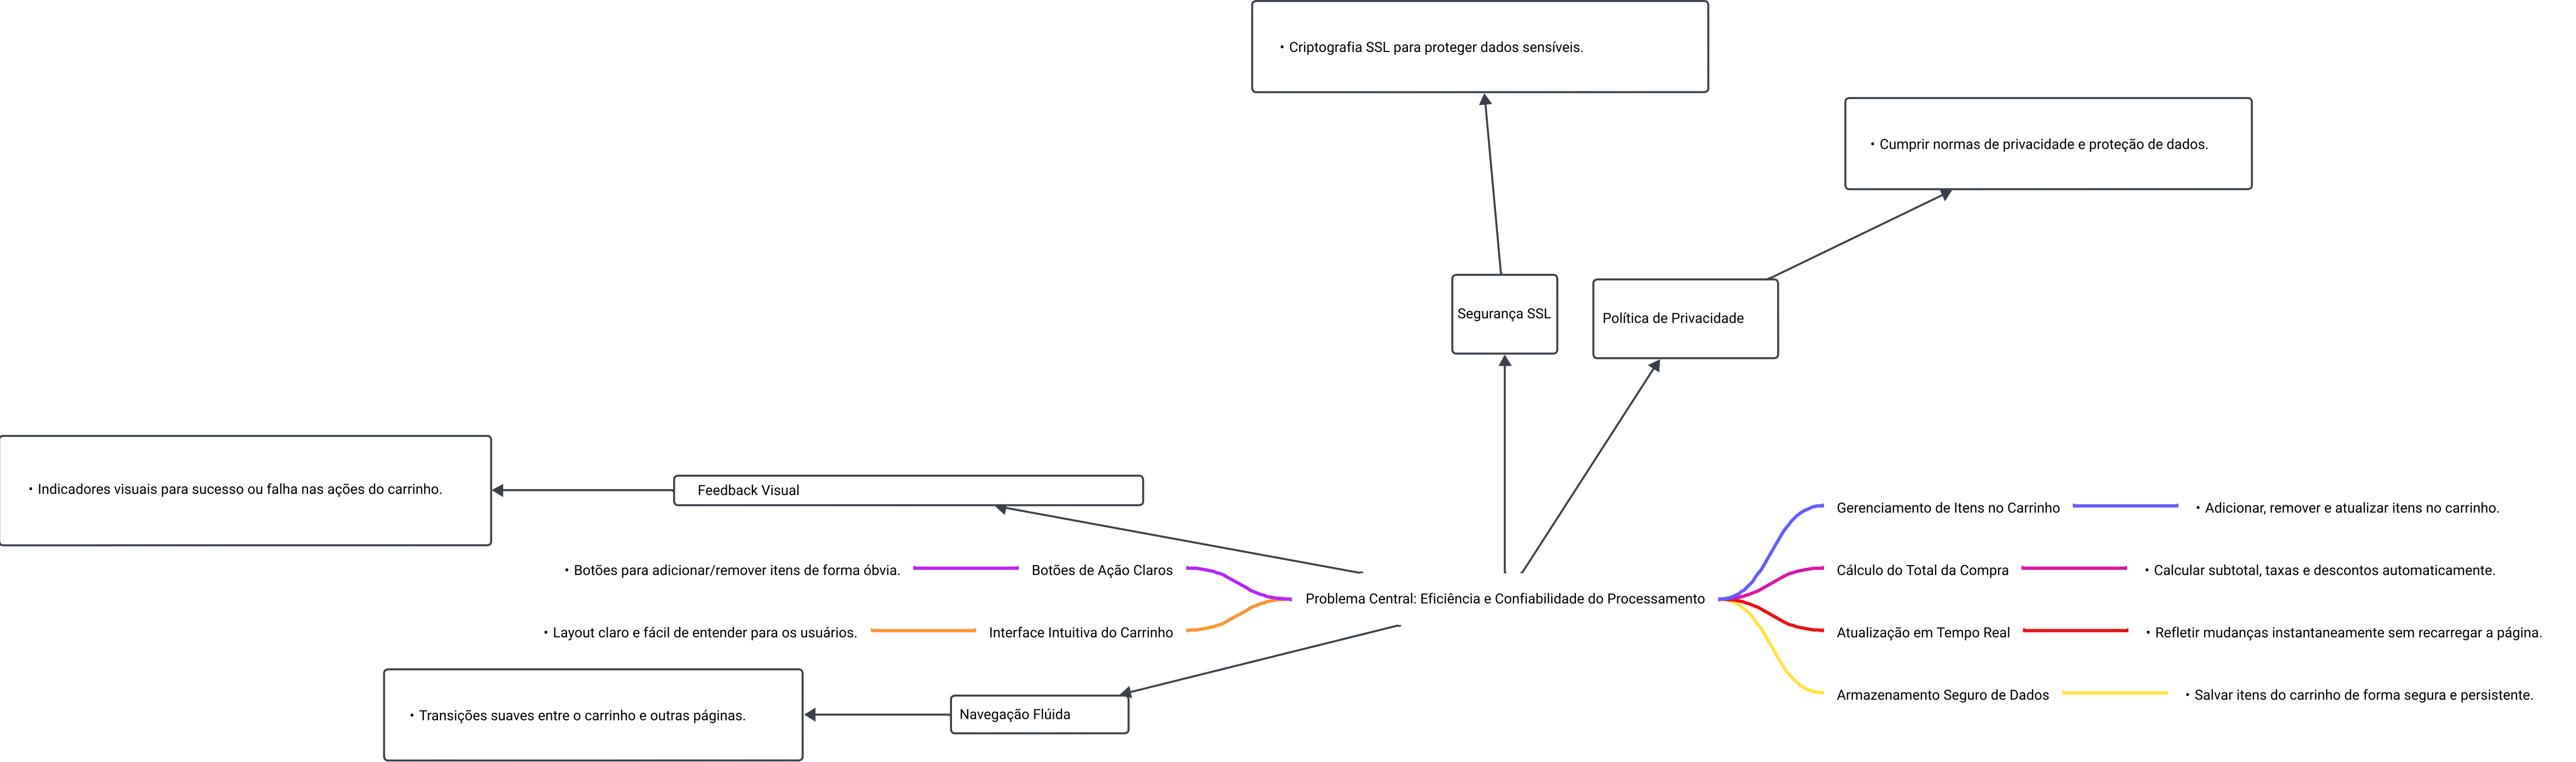 • Criptografia SSL para proteger dados sensíveis.
• Cumprir normas de privacidade e proteção de dados.
Segurança SSL
Política de Privacidade
• Indicadores visuais para sucesso ou falha nas ações do carrinho.
Feedback Visual
• Botões para adicionar/remover itens de forma óbvia.
Botões de Ação Claros
• Layout claro e fácil de entender para os usuários.
Interface Intuitiva do Carrinho
• Transições suaves entre o carrinho e outras páginas.
Navegação Flúida
Problema Central: Eficiência e Confiabilidade do Processamento
Gerenciamento de Itens no Carrinho
• Adicionar, remover e atualizar itens no carrinho.
Cálculo do Total da Compra
• Calcular subtotal, taxas e descontos automaticamente.
Atualização em Tempo Real
• Refletir mudanças instantaneamente sem recarregar a página.
Armazenamento Seguro de Dados
• Salvar itens do carrinho de forma segura e persistente.